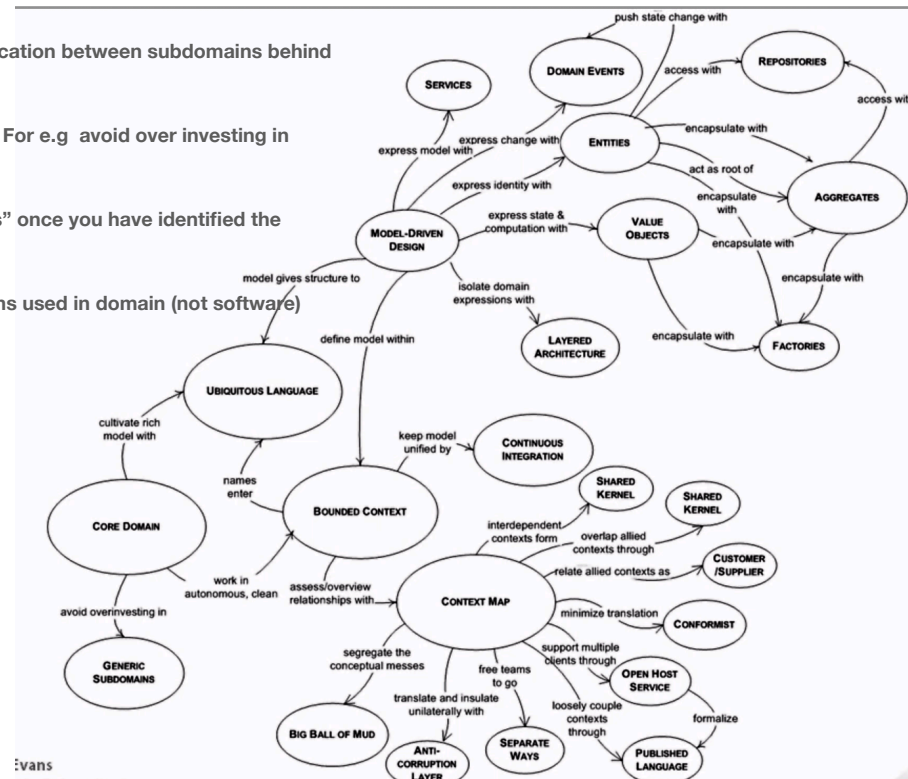 cation between subdomains behind
For e.g avoid over investing in
s” once you have identified the
ns used in domain (not software)
push state change with
DOMAIN EVENTS
REPOSITORIES
SERVICES
access with
access wit
express change with
ENTITIES
encapsulate with
express model with
act as root of
express identity with
encapsulate
with
AGGREGATES
MODEL-DRIVEN
DESIGN
express state &
computation with
VALUE
OBJECTS
encapsulate with
model gives structure to
isolate domain
expressions with
encapsulate with
define model within
encapsulate with
LAYERED
ARCHITECTURE
FACTORIES
UBIQUITOUS LANGUAGE
cultivate rich
model with
keep model
unified by
CONTINUOUS
INTEGRATION
names
enter
SHARED
KERNEL
SHARED
KERNEL
CORE DOMAIN
BOUNDED CONTEXT
interdependent
contexts form
overlap allied
contexts through
work in
autonomous, clean
assess/overview
relationships with
CONTEXT MAP
relate allied contexts as
CUSTOMER
/SUPPLIER
avoid overinvesting in
minimize translation
CONFORMIST
GENERIC
SUBDOMAINS
segregate the
conceptual messes
free teams
to go
support multiple
clients through
OPEN HOST
SERVICE
translate and insulate
unilaterally with
loosely couple
contexts
through
formalize
BIG BALL OF MUD
ANTI-
CORRUPTION
LAYER
SEPARATE
WAYS
PUBLISHED
LANGUAGE
Evans